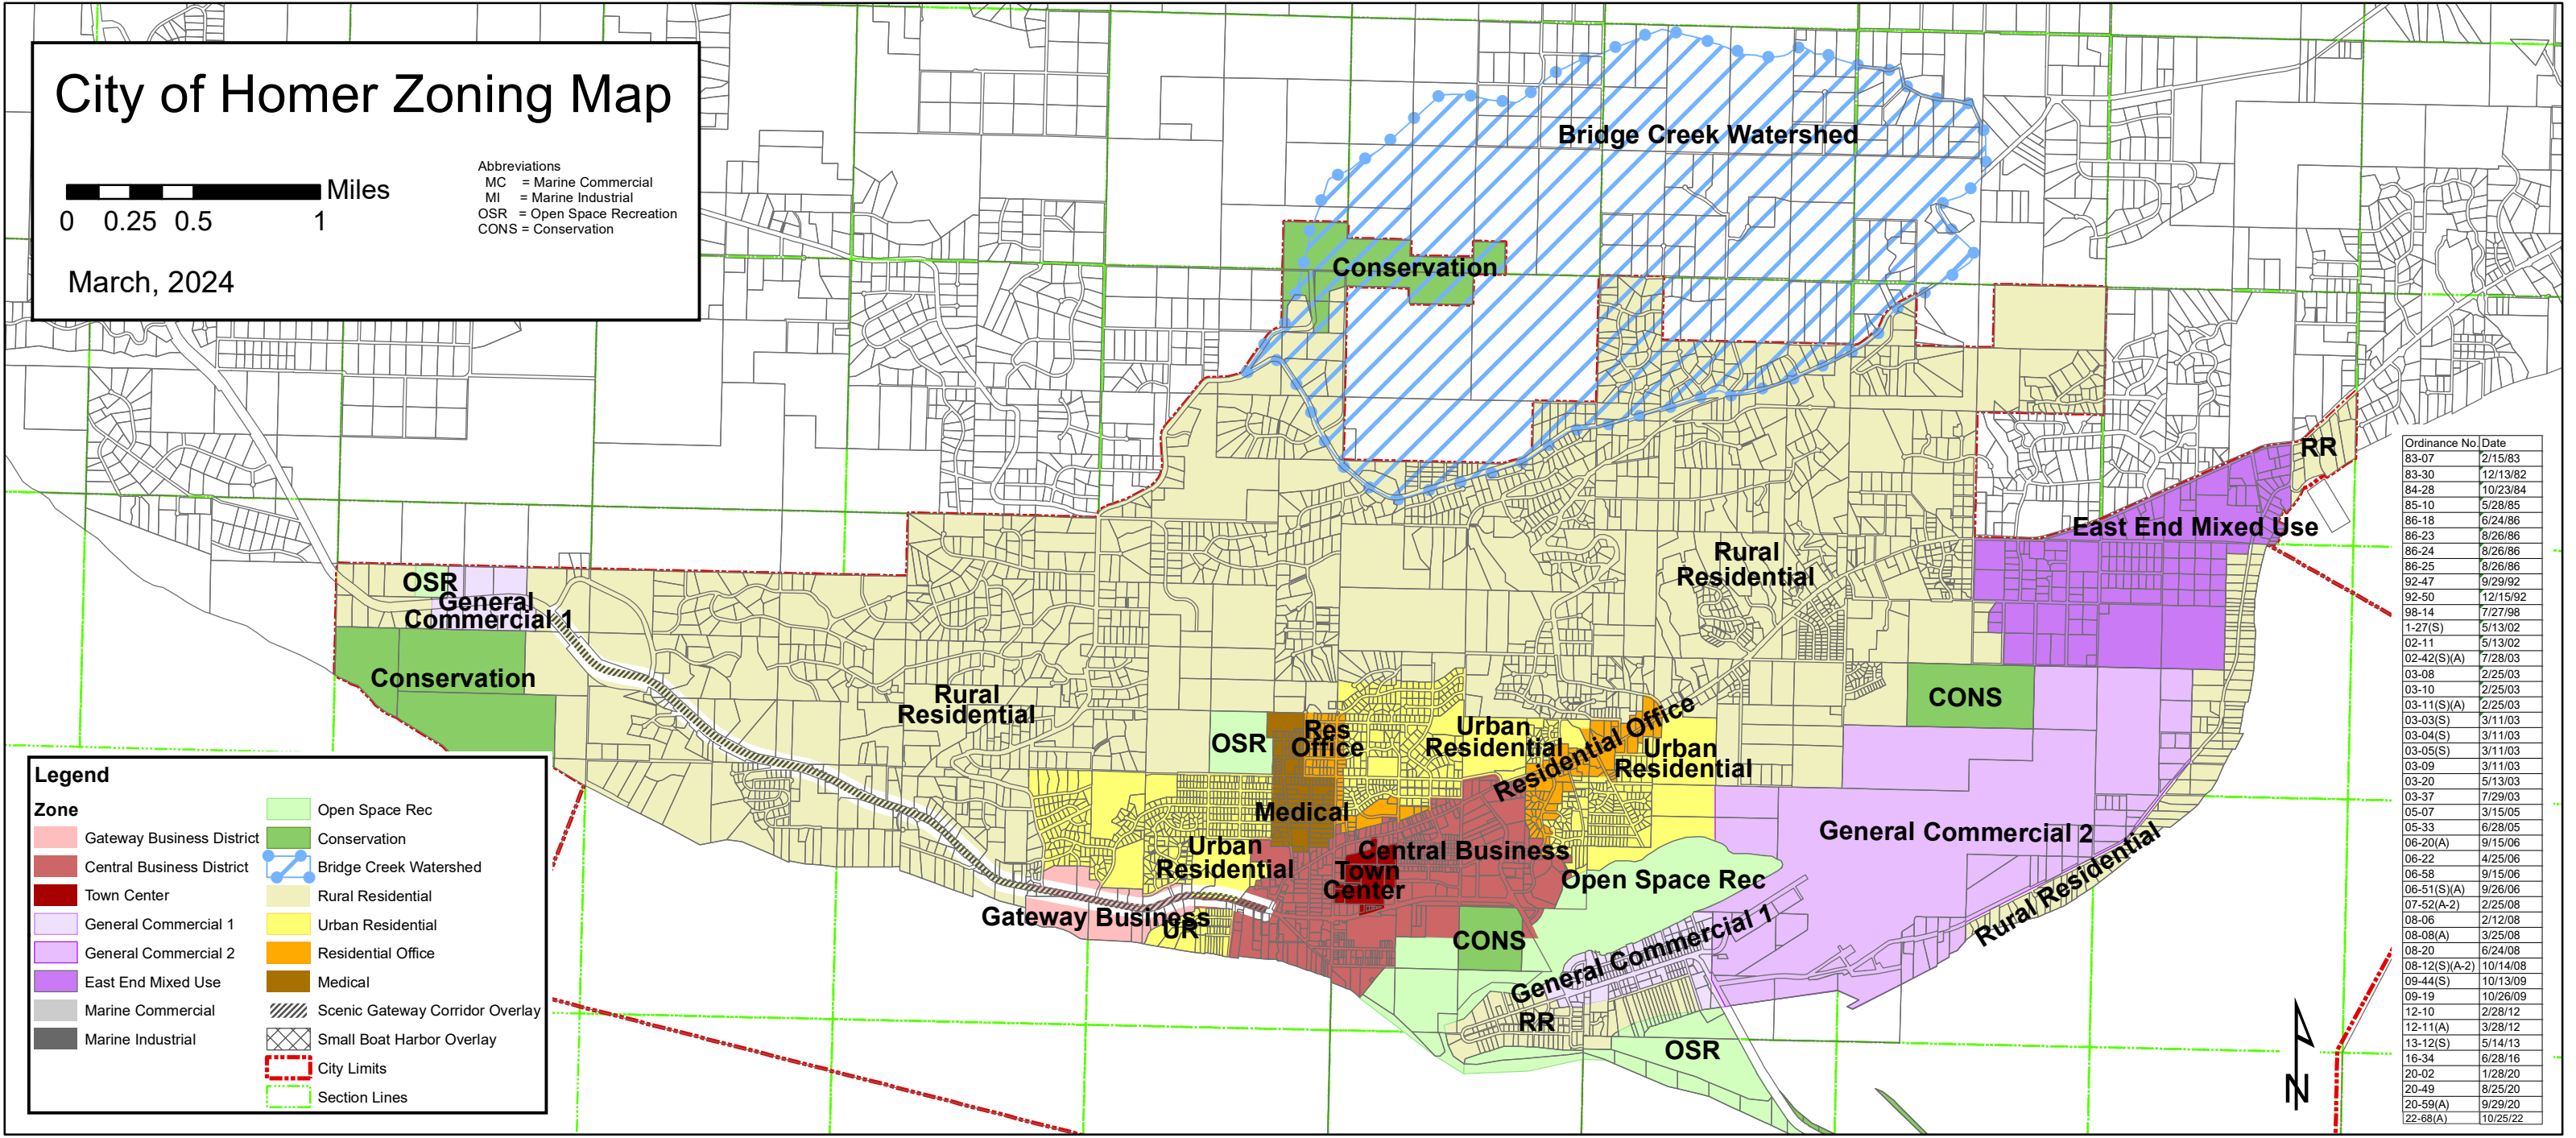 City of Homer Zoning Map
Miles
0 0.25 0.5 1
March, 2024
Abbreviations
MC = Marine Commercial
MI = Marine Industrial
OSR = Open Space Recreation
CONS = Conservation
Bridge Creek Watershed
Conservation
RR
East End Mixed Use
Rural
Residential
OSR
General
Commercial 1
Conservation
Rural
Residential
CONS
OSR
Res
Office
Urban
Residential
Residential Office
Urban
Residential
Medical
General Commercial 2
Urban
Residential
Central Business
Town
Center
Open Space Rec
Rural Residential
Gateway Business
UR
CONS
General Commercial 1
RR
OSR
N
Legend
Zone
Gateway Business District
Central Business District
Town Center
General Commercial 1
General Commercial 2
East End Mixed Use
Marine Commercial
Marine Industrial
Open Space Rec
Conservation
Bridge Creek Watershed
Rural Residential
Urban Residential
Residential Office
Medical
Scenic Gateway Corridor Overlay
Small Boat Harbor Overlay
City Limits
Section Lines
Ordinance No. Date
83-07 2/15/83
83-30 12/13/82
84-28 10/23/84
85-10 5/28/85
86-18 6/24/86
86-23 8/26/86
86-24 8/26/86
86-25 8/26/86
92-47 9/29/92
92-50 12/15/92
98-14 7/27/98
1-27(S) 5/13/02
02-11 5/13/02
02-42(S)(A) 7/28/03
03-08 2/25/03
03-10 2/25/03
03-11(S)(A) 2/25/03
03-03(S) 3/11/03
03-04(S) 3/11/03
03-05(S) 3/11/03
03-09 3/11/03
03-20 5/13/03
03-37 7/29/03
05-07 3/15/05
05-33 6/28/05
06-20(A) 9/15/06
06-22 4/25/06
06-58 9/15/06
06-51(S)(A) 9/26/06
07-52(A-2) 2/25/08
08-06 2/12/08
08-08(A) 3/25/08
08-20 6/24/08
08-12(S)(A-2) 10/14/08
09-44(S) 10/13/09
09-19 10/26/09
12-10 2/28/12
12-11(A) 3/28/12
13-12(S) 5/14/13
16-34 6/28/16
20-02 1/28/20
20-49 8/25/20
20-59(A) 9/29/20
22-68(A) 10/25/22